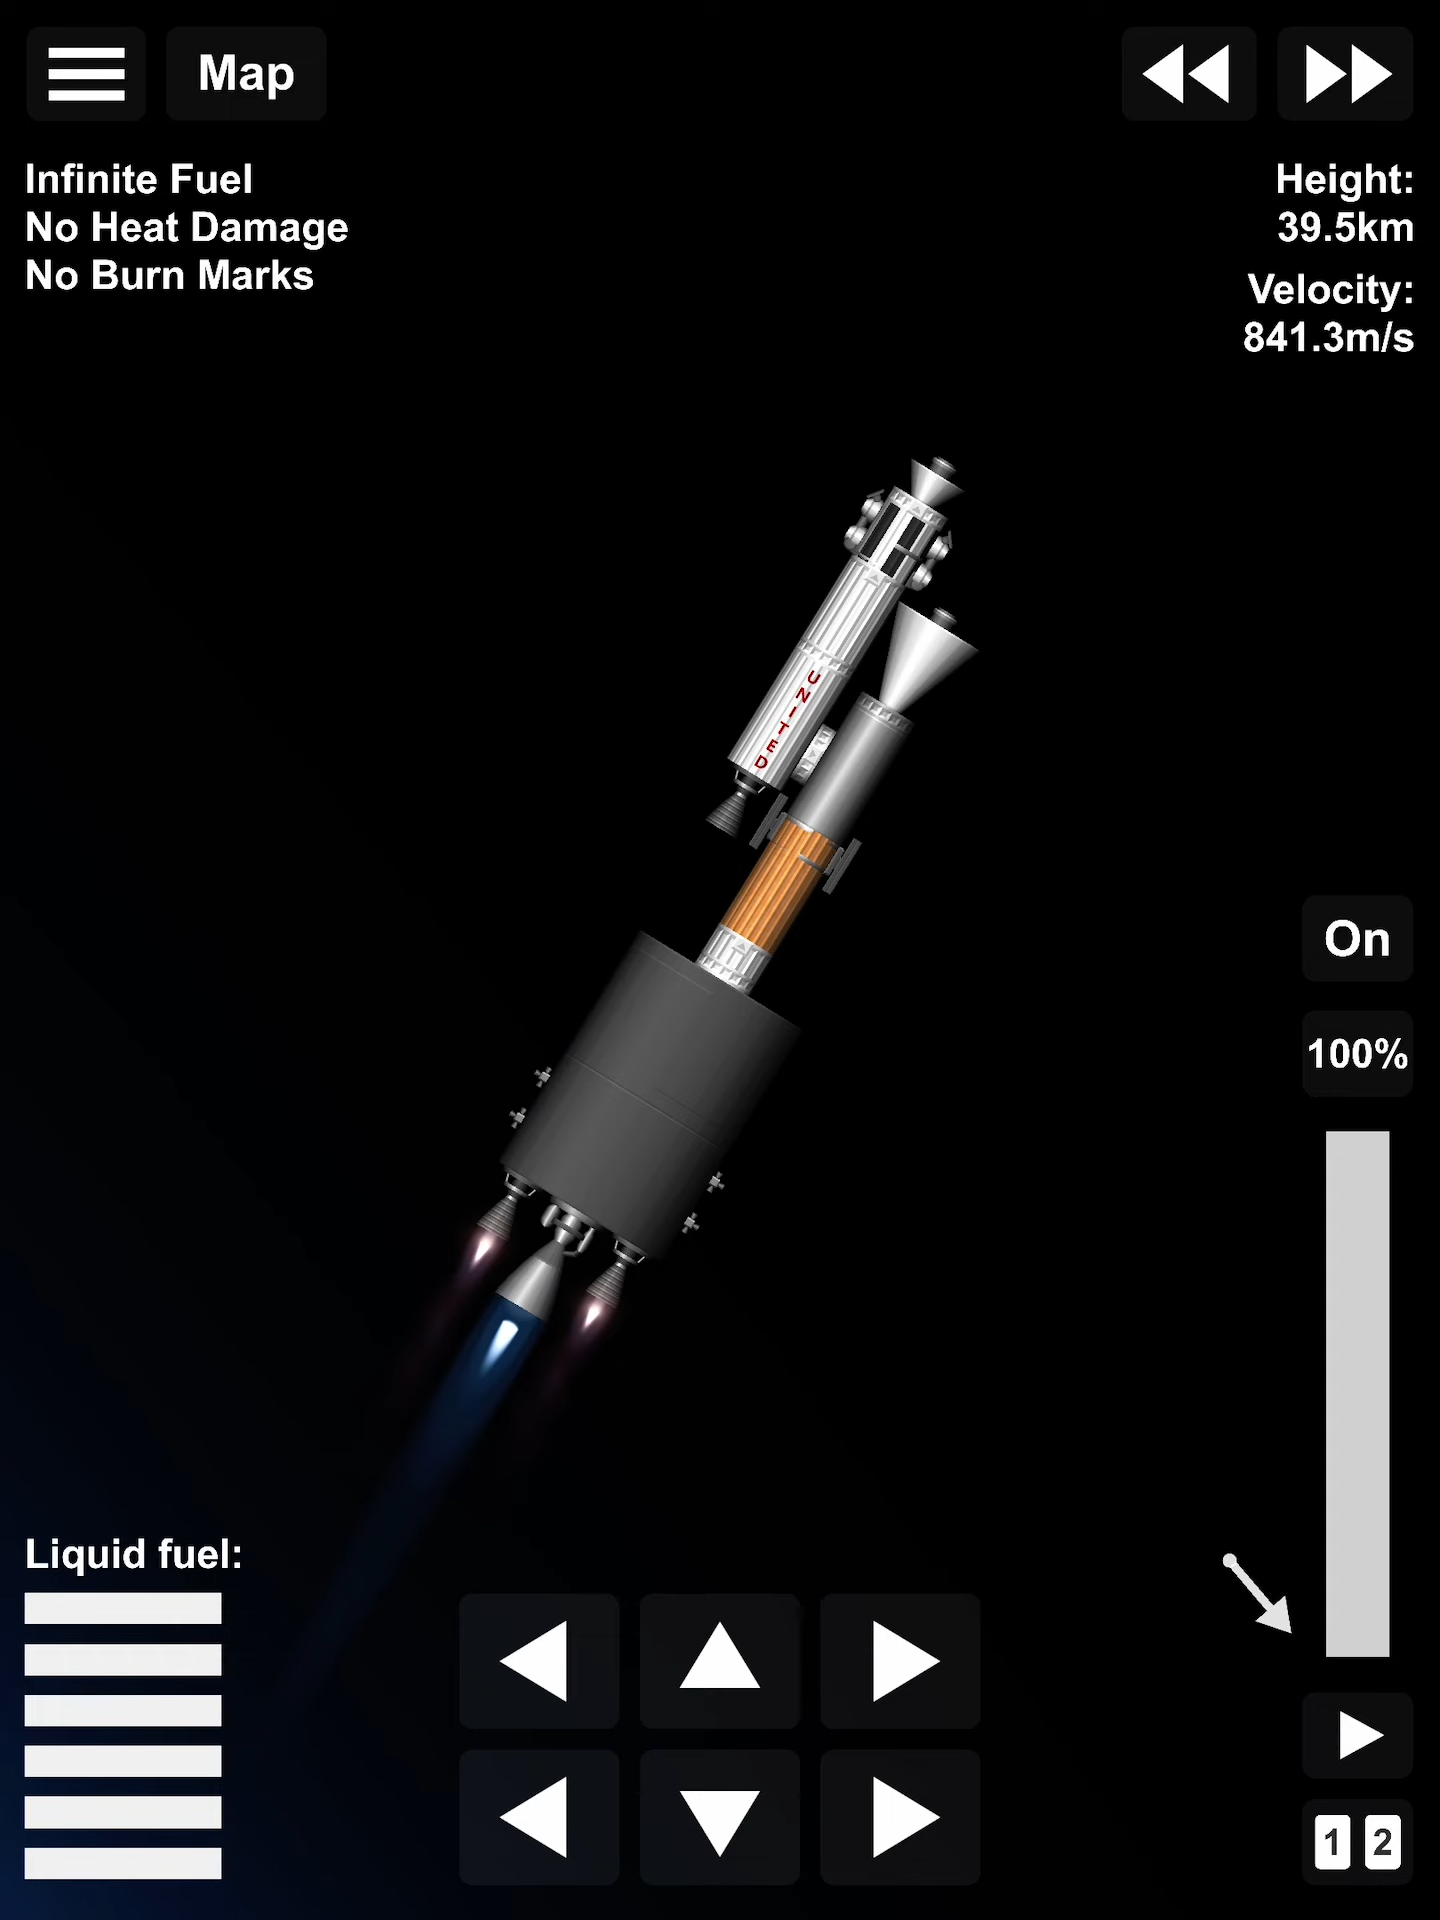 Map
Infinite Fuel
No Heat Damage
No Burn Marks
Height:
39.5km
Velocity:
841.3m/s
UNITED
On
100%
Liquid fuel:
1 2